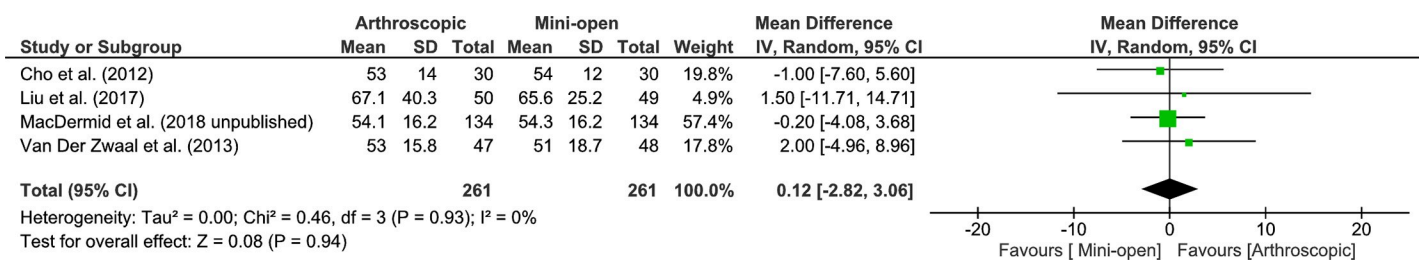 Arthroscopic Mini-open Mean Difference Mean Difference
Study or Subgroup Mean SD Total Mean SD Total Weight IV, Random, 95% CI IV, Random, 95% CI
Cho et al. (2012) 53 14 30 54 12 30 19.8% -1.00 [-7.60, 5.60]
Liu et al. (2017) 67.1 40.3 50 65.6 25.2 49 4.9% 1.50 [-11.71, 14.71]
MacDermid et al. (2018 unpublished) 54.1 16.2 134 54.3 16.2 134 57.4% -0.20 [-4.08, 3.68]
Van Der Zwaal et al. (2013) 53 15.8 47 51 18.7 48 17.8% 2.00 [-4.96, 8.96]
Total (95% CI) 261 261 100.0% 0.12 [-2.82, 3.06]
Heterogeneity: Tau² = 0.00; Chi² = 0.46, df = 3 (P = 0.93); I² = 0%
Test for overall effect: Z = 0.08 (P = 0.94)
-20 -10 0 10 20
Favours [ Mini-open] Favours [Arthroscopic]